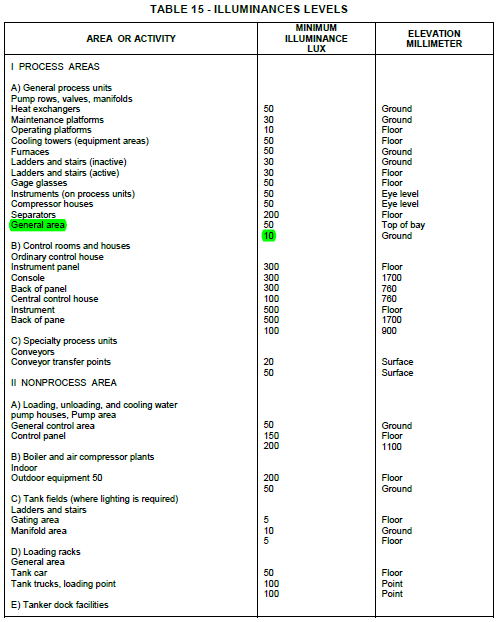 TABLE 15 - ILLUMINANCES LEVELS
AREA OR ACTIVITY MINIMUM ILLUMINANCE LUX ELEVATION MILLIMETER
I PROCESS AREAS
A) General process units
Pump rows, valves, manifolds
Heat exchangers 50 Ground
Maintenance platforms 30 Ground
Operating platforms 10 Floor
Cooling towers (equipment areas) 50 Floor
Furnaces 50 Ground
Ladders and stairs (inactive) 30 Ground
Ladders and stairs (active) 30 Floor
Gage glasses 50 Floor
Instruments (on process units) 50 Eye level
Compressor houses 50 Eye level
Separators 200 Floor
General area 50 Top of bay
10 Ground
B) Control rooms and houses
Ordinary control house
Instrument panel 300 Floor
Console 300 1700
Back of panel 300 760
Central control house 100 760
Instrument 500 Floor
Back of pane 500 1700
100 900
C) Specialty process units
Conveyors
Conveyor transfer points 20 Surface
50 Surface
II NONPROCESS AREA
A) Loading, unloading, and cooling water
pump houses, Pump area
General control area 50 Ground
Control panel 150 Floor
200 1100
B) Boiler and air compressor plants
Indoor
Outdoor equipment 50 200 Floor
50 Ground
C) Tank fields (where lighting is required)
Ladders and stairs
Gating area 5 Floor
Manifold area 10 Ground
5 Floor
D) Loading racks
General area
Tank car 50 Floor
Tank trucks, loading point 100 Point
100 Point
E) Tanker dock facilities